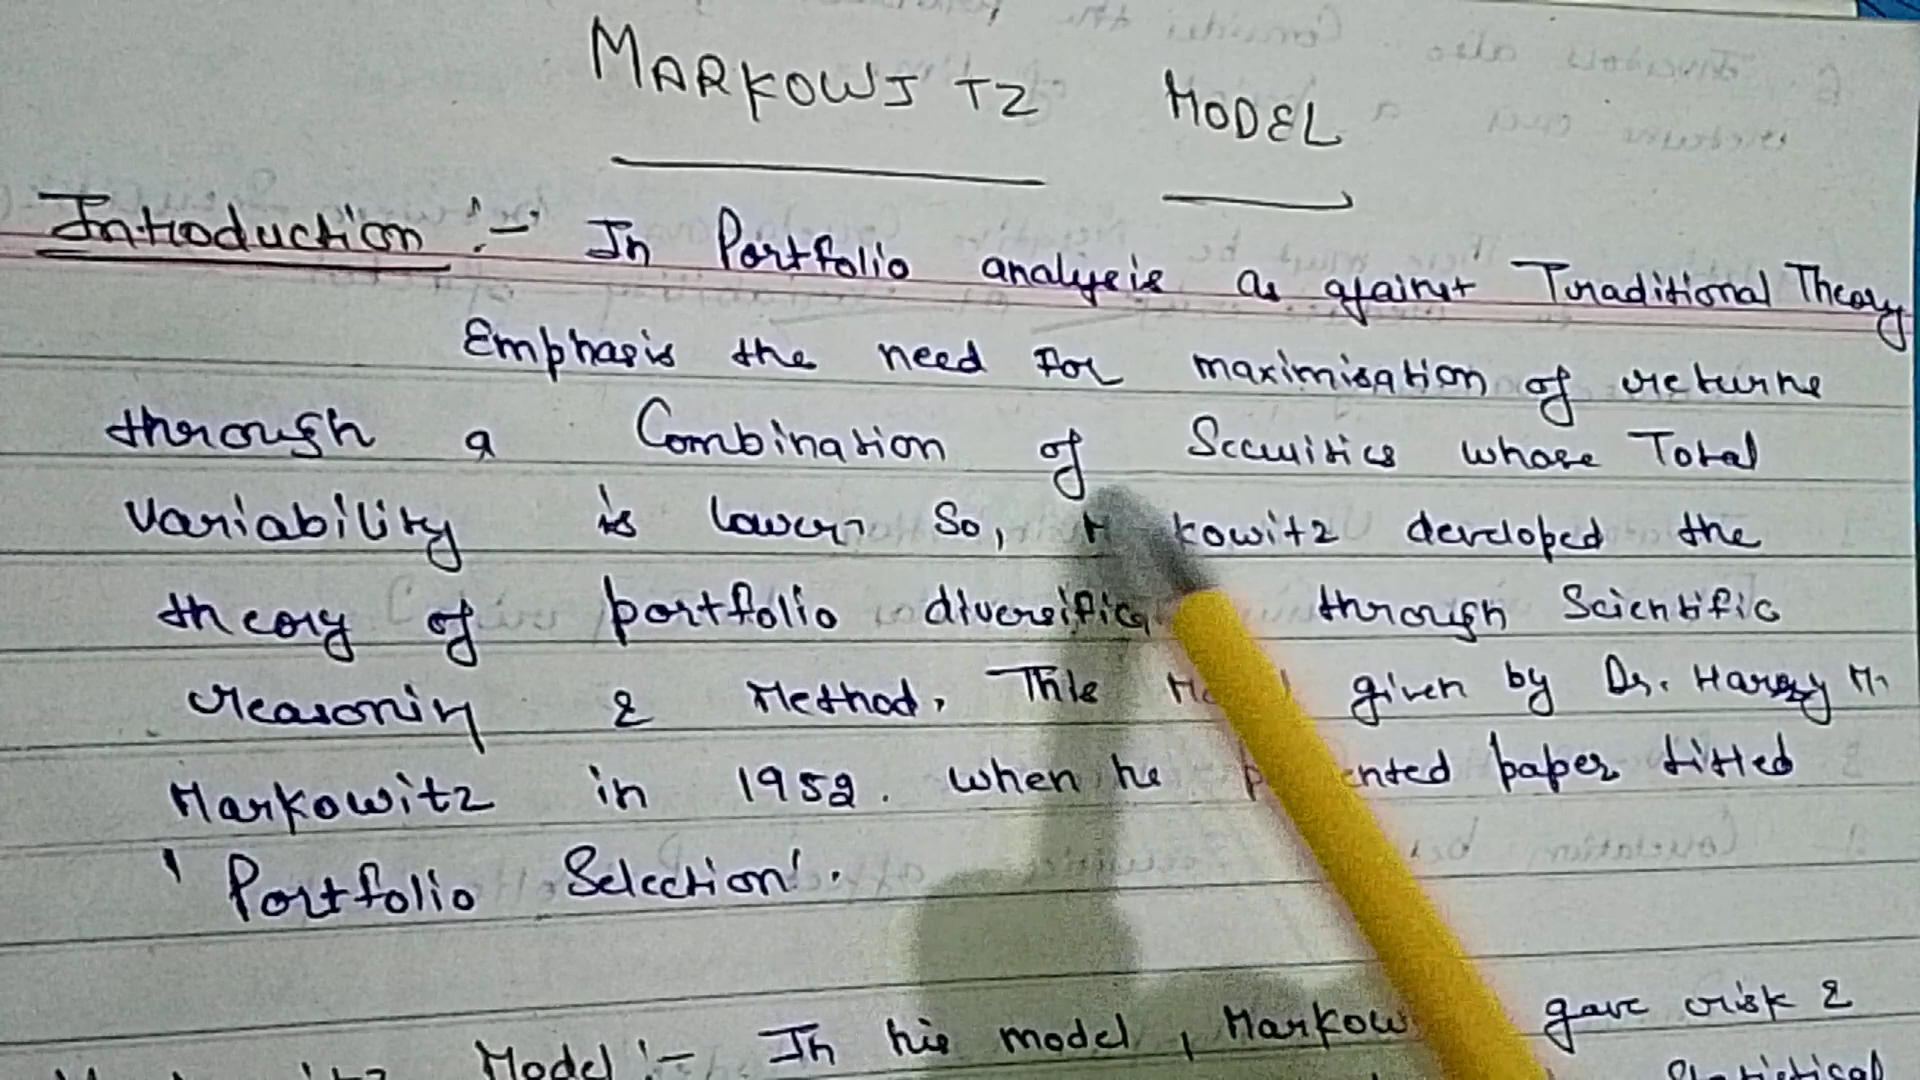 MARKOWITZ MODEL
Introduction :- In Portfolio analysis as against Traditional Theory
Emphasis the need for maximisation of returns
through a Combination of Securities whose Total
variability is lower. So, kowitz developed the
theory of portfolio diversifica through Scientific
reasoning & Method. This given by Dr. Harry M.
Markowitz in 1952. when he paper titled
'Portfolio Selection'.
Model :- In his model, Markow gave risk &
Statistical